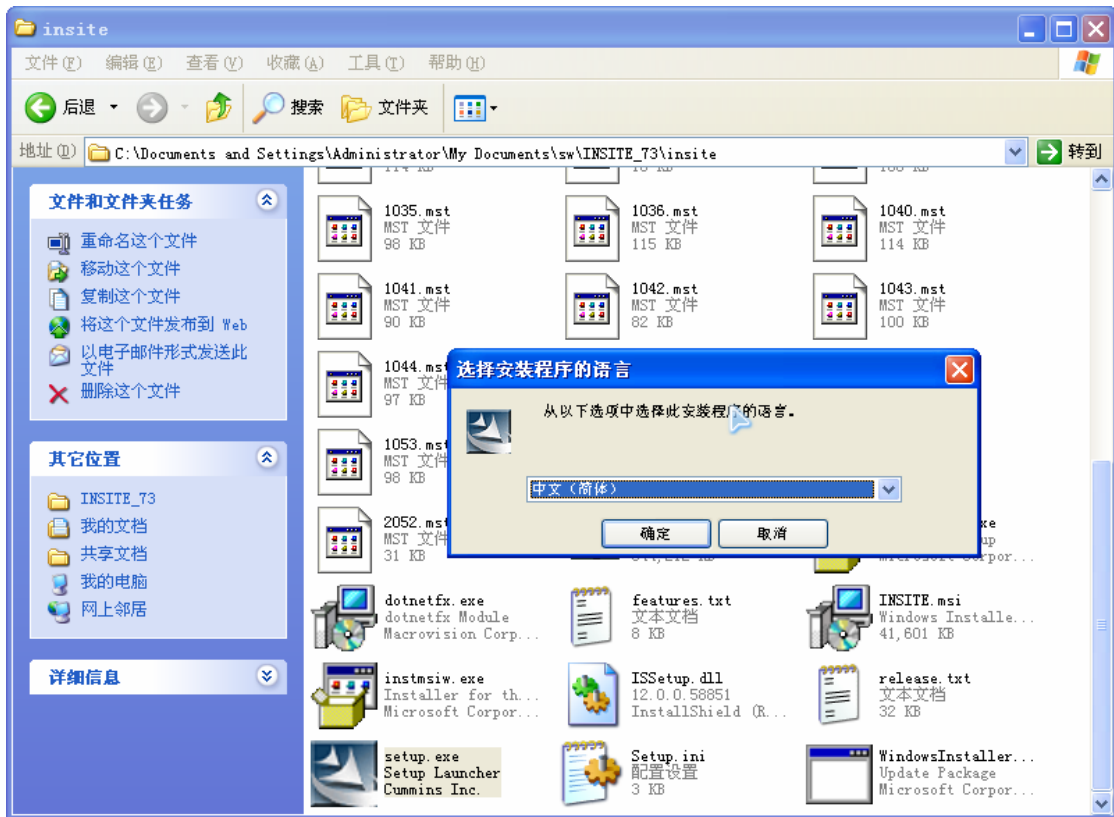 insite
文件(F) 编辑(E) 查看(V) 收藏(A) 工具(T) 帮助(H)
后退 搜索 文件夹
地址(D) C:\Documents and Settings\Administrator\My Documents\sw\INSITE_73\insite 转到
文件和文件夹任务
重命名这个文件
移动这个文件
复制这个文件
将这个文件发布到 Web
以电子邮件形式发送此
文件
删除这个文件
其它位置
INSITE_73
我的文档
共享文档
我的电脑
网上邻居
详细信息
1035.mst
MST 文件
98 KB
1036.mst
MST 文件
115 KB
1040.mst
MST 文件
114 KB
1041.mst
MST 文件
90 KB
1042.mst
MST 文件
82 KB
1043.mst
MST 文件
100 KB
1044.mst
MST 文件
97 KB
1053.mst
MST 文件
98 KB
2052.mst
MST 文件
31 KB
选择安装程序的语言
从以下选项中选择此安装程序的语言。
中文（简体）
确定 取消
dotnetfx.exe
dotnetfx Module
Macrovision Corp...
features.txt
文本文档
8 KB
INSITE.msi
Windows Installe...
41,601 KB
instmsiw.exe
Installer for th...
Microsoft Corpor...
ISSetup.dll
12.0.0.58851
InstallShield (R...
release.txt
文本文档
32 KB
setup.exe
Setup Launcher
Cummins Inc.
Setup.ini
配置设置
3 KB
WindowsInstaller...
Update Package
Microsoft Corpor...